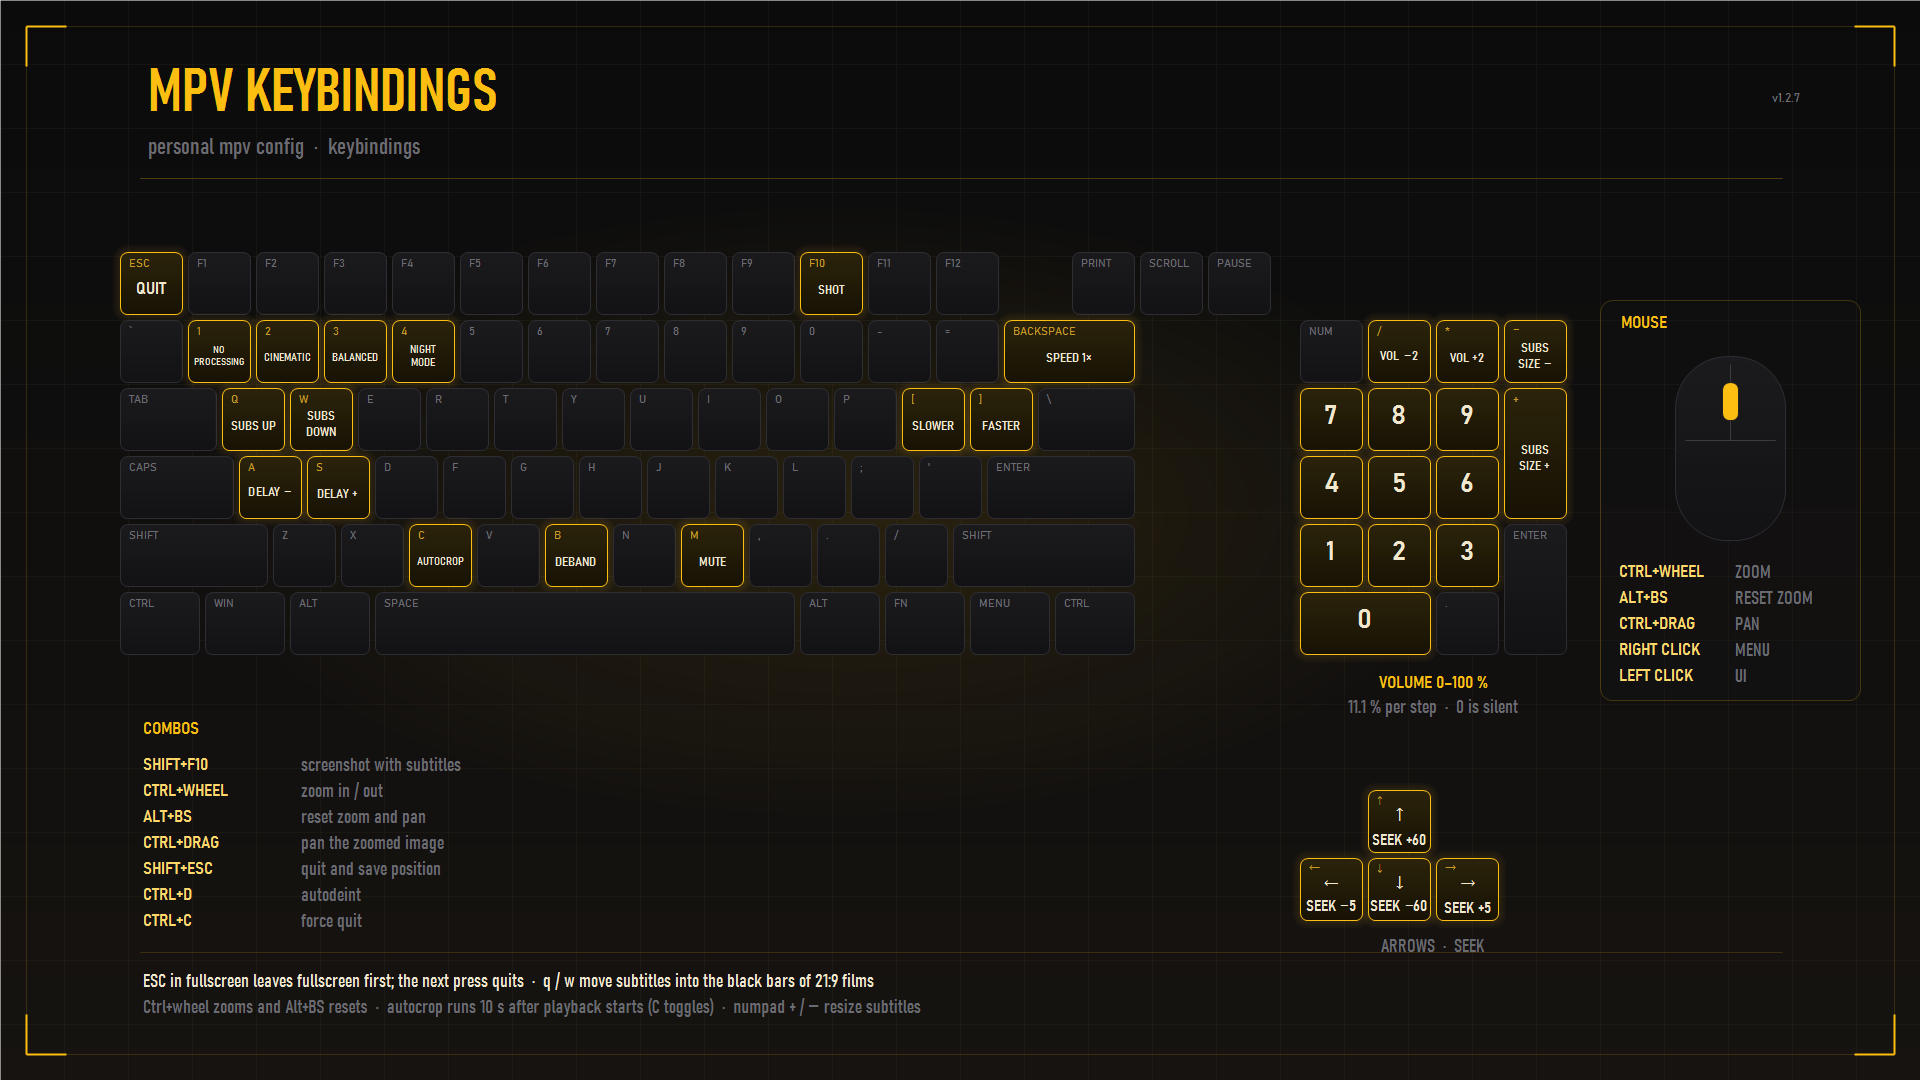 MPV KEYBINDINGS
v1.2.7
personal mpv config · keybindings
ESC
QUIT
F1
F2
F3
F4
F5
F6
F7
F8
F9
F10
SHOT
F11
F12
PRINT
SCROLL
PAUSE
`
1
NO
PROCESSING
2
CINEMATIC
3
BALANCED
4
NIGHT
MODE
5
6
7
8
9
0
-
=
BACKSPACE
SPEED 1×
TAB
Q
SUBS UP
W
SUBS
DOWN
E
R
T
Y
U
I
O
P
[
SLOWER
]
FASTER
\
CAPS
A
DELAY −
S
DELAY +
D
F
G
H
J
K
L
;
'
ENTER
SHIFT
Z
X
C
AUTOCROP
V
B
DEBAND
N
M
MUTE
,
.
/
SHIFT
CTRL
WIN
ALT
SPACE
ALT
FN
MENU
CTRL
NUM
/
VOL −2
*
VOL +2
−
SUBS
SIZE −
7
8
9
+
SUBS
SIZE +
4
5
6
1
2
3
ENTER
0
.
VOLUME 0–100 %
11.1 % per step · 0 is silent
MOUSE
CTRL+WHEEL ZOOM
ALT+BS RESET ZOOM
CTRL+DRAG PAN
RIGHT CLICK MENU
LEFT CLICK UI
COMBOS
SHIFT+F10 screenshot with subtitles
CTRL+WHEEL zoom in / out
ALT+BS reset zoom and pan
CTRL+DRAG pan the zoomed image
SHIFT+ESC quit and save position
CTRL+D autodeint
CTRL+C force quit
↑
↑
SEEK +60
←
←
SEEK −5
↓
↓
SEEK −60
→
→
SEEK +5
ARROWS · SEEK
ESC in fullscreen leaves fullscreen first; the next press quits · q / w move subtitles into the black bars of 21:9 films
Ctrl+wheel zooms and Alt+BS resets · autocrop runs 10 s after playback starts (C toggles) · numpad + / − resize subtitles